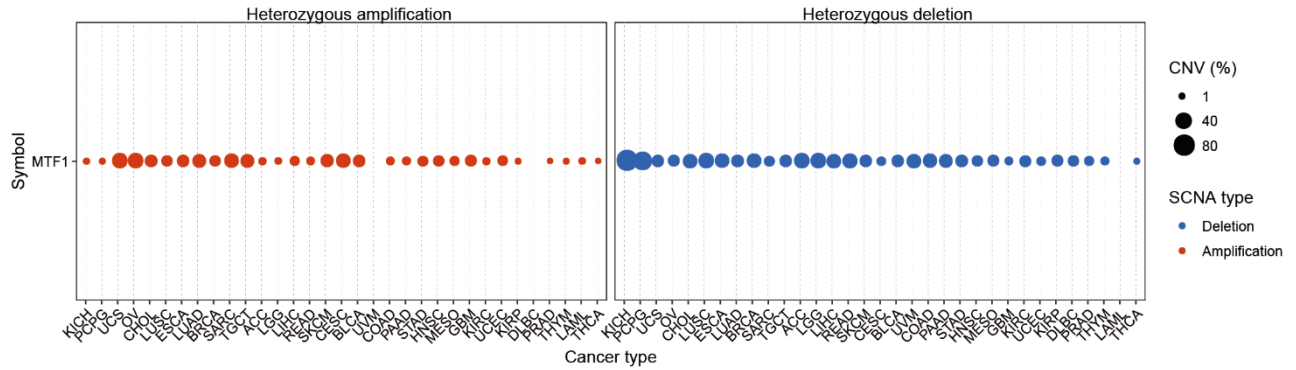 Heterozygous amplification
Heterozygous deletion
Symbol
MTF1
KICH
PCPG
UCS
OV
CHOL
LUSC
ESCA
LUAD
BRCA
SARC
TGCT
ACC
LGG
LIHC
READ
SKCM
CESC
BLCA
UVM
COAD
PAAD
STAD
HNSC
MESO
GBM
KIRC
UCEC
KIRP
DLBC
PRAD
THYM
LAML
THCA
KICH
PCPG
UCS
OV
CHOL
LUSC
ESCA
LUAD
BRCA
SARC
TGCT
ACC
LGG
LIHC
READ
SKCM
CESC
BLCA
UVM
COAD
PAAD
STAD
HNSC
MESO
GBM
KIRC
UCEC
KIRP
DLBC
PRAD
THYM
LAML
THCA
Cancer type
CNV (%)
1
40
80
SCNA type
Deletion
Amplification